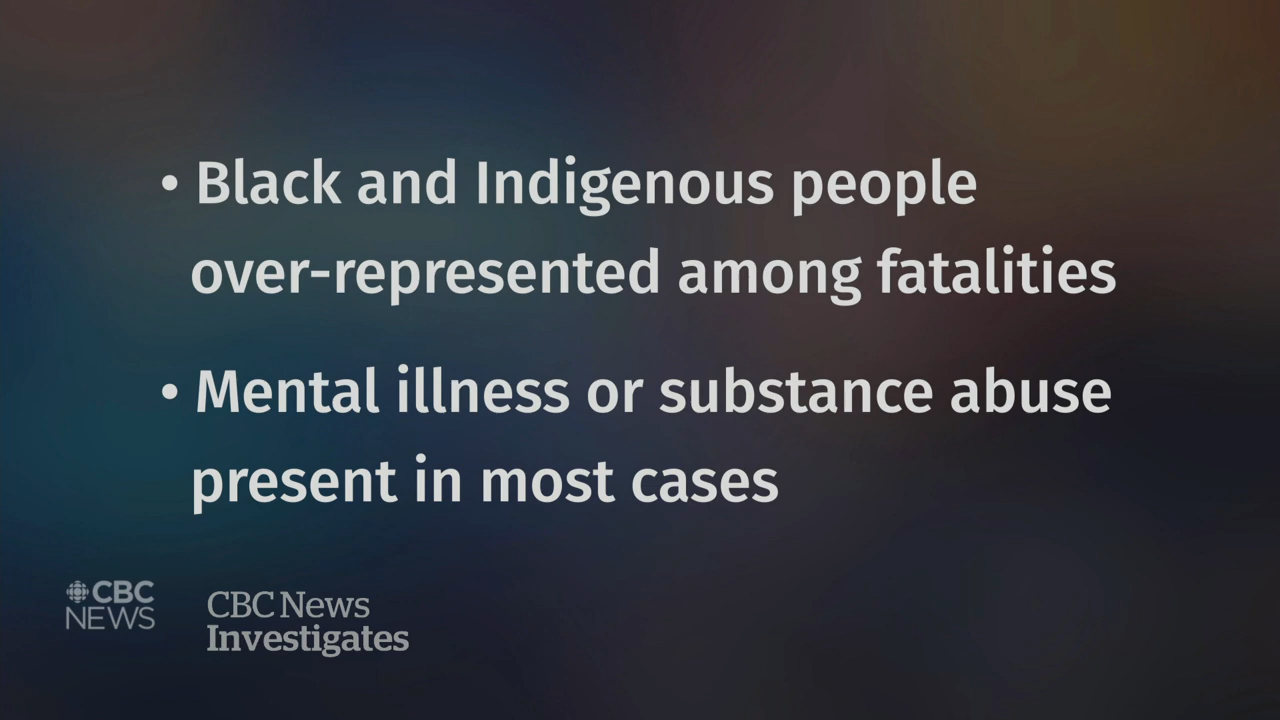 • Black and Indigenous people
over-represented among fatalities
• Mental illness or substance abuse
present in most cases
CBC
NEWS
CBC News
Investigates